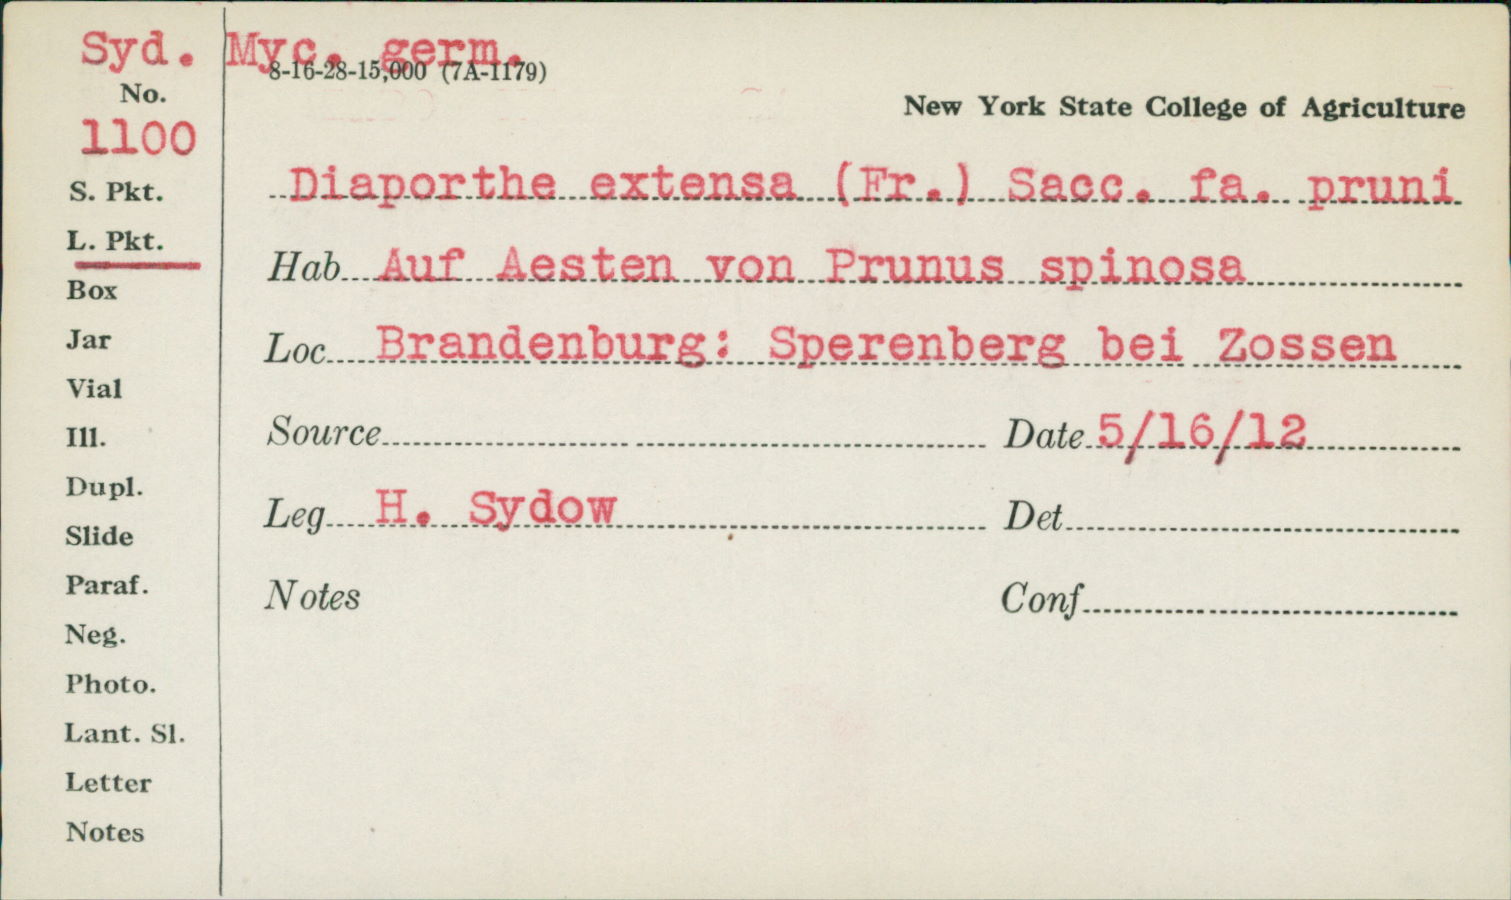 Syd. Myc. germ.
8-16-28-15,000 (7A-1179)
No.
New York State College of Agriculture
1100
S. Pkt.
Diaporthe extensa (Fr.) Sacc. fa. pruni
L. Pkt.
Hab. Auf Aesten von Prunus spinosa
Box
Jar
Loc. Brandenburg: Sperenberg bei Zossen
Vial
Ill.
Source Date 5/16/12
Dupl.
Leg. H. Sydow Det.
Slide
Paraf.
Notes Conf.
Neg.
Photo.
Lant. Sl.
Letter
Notes